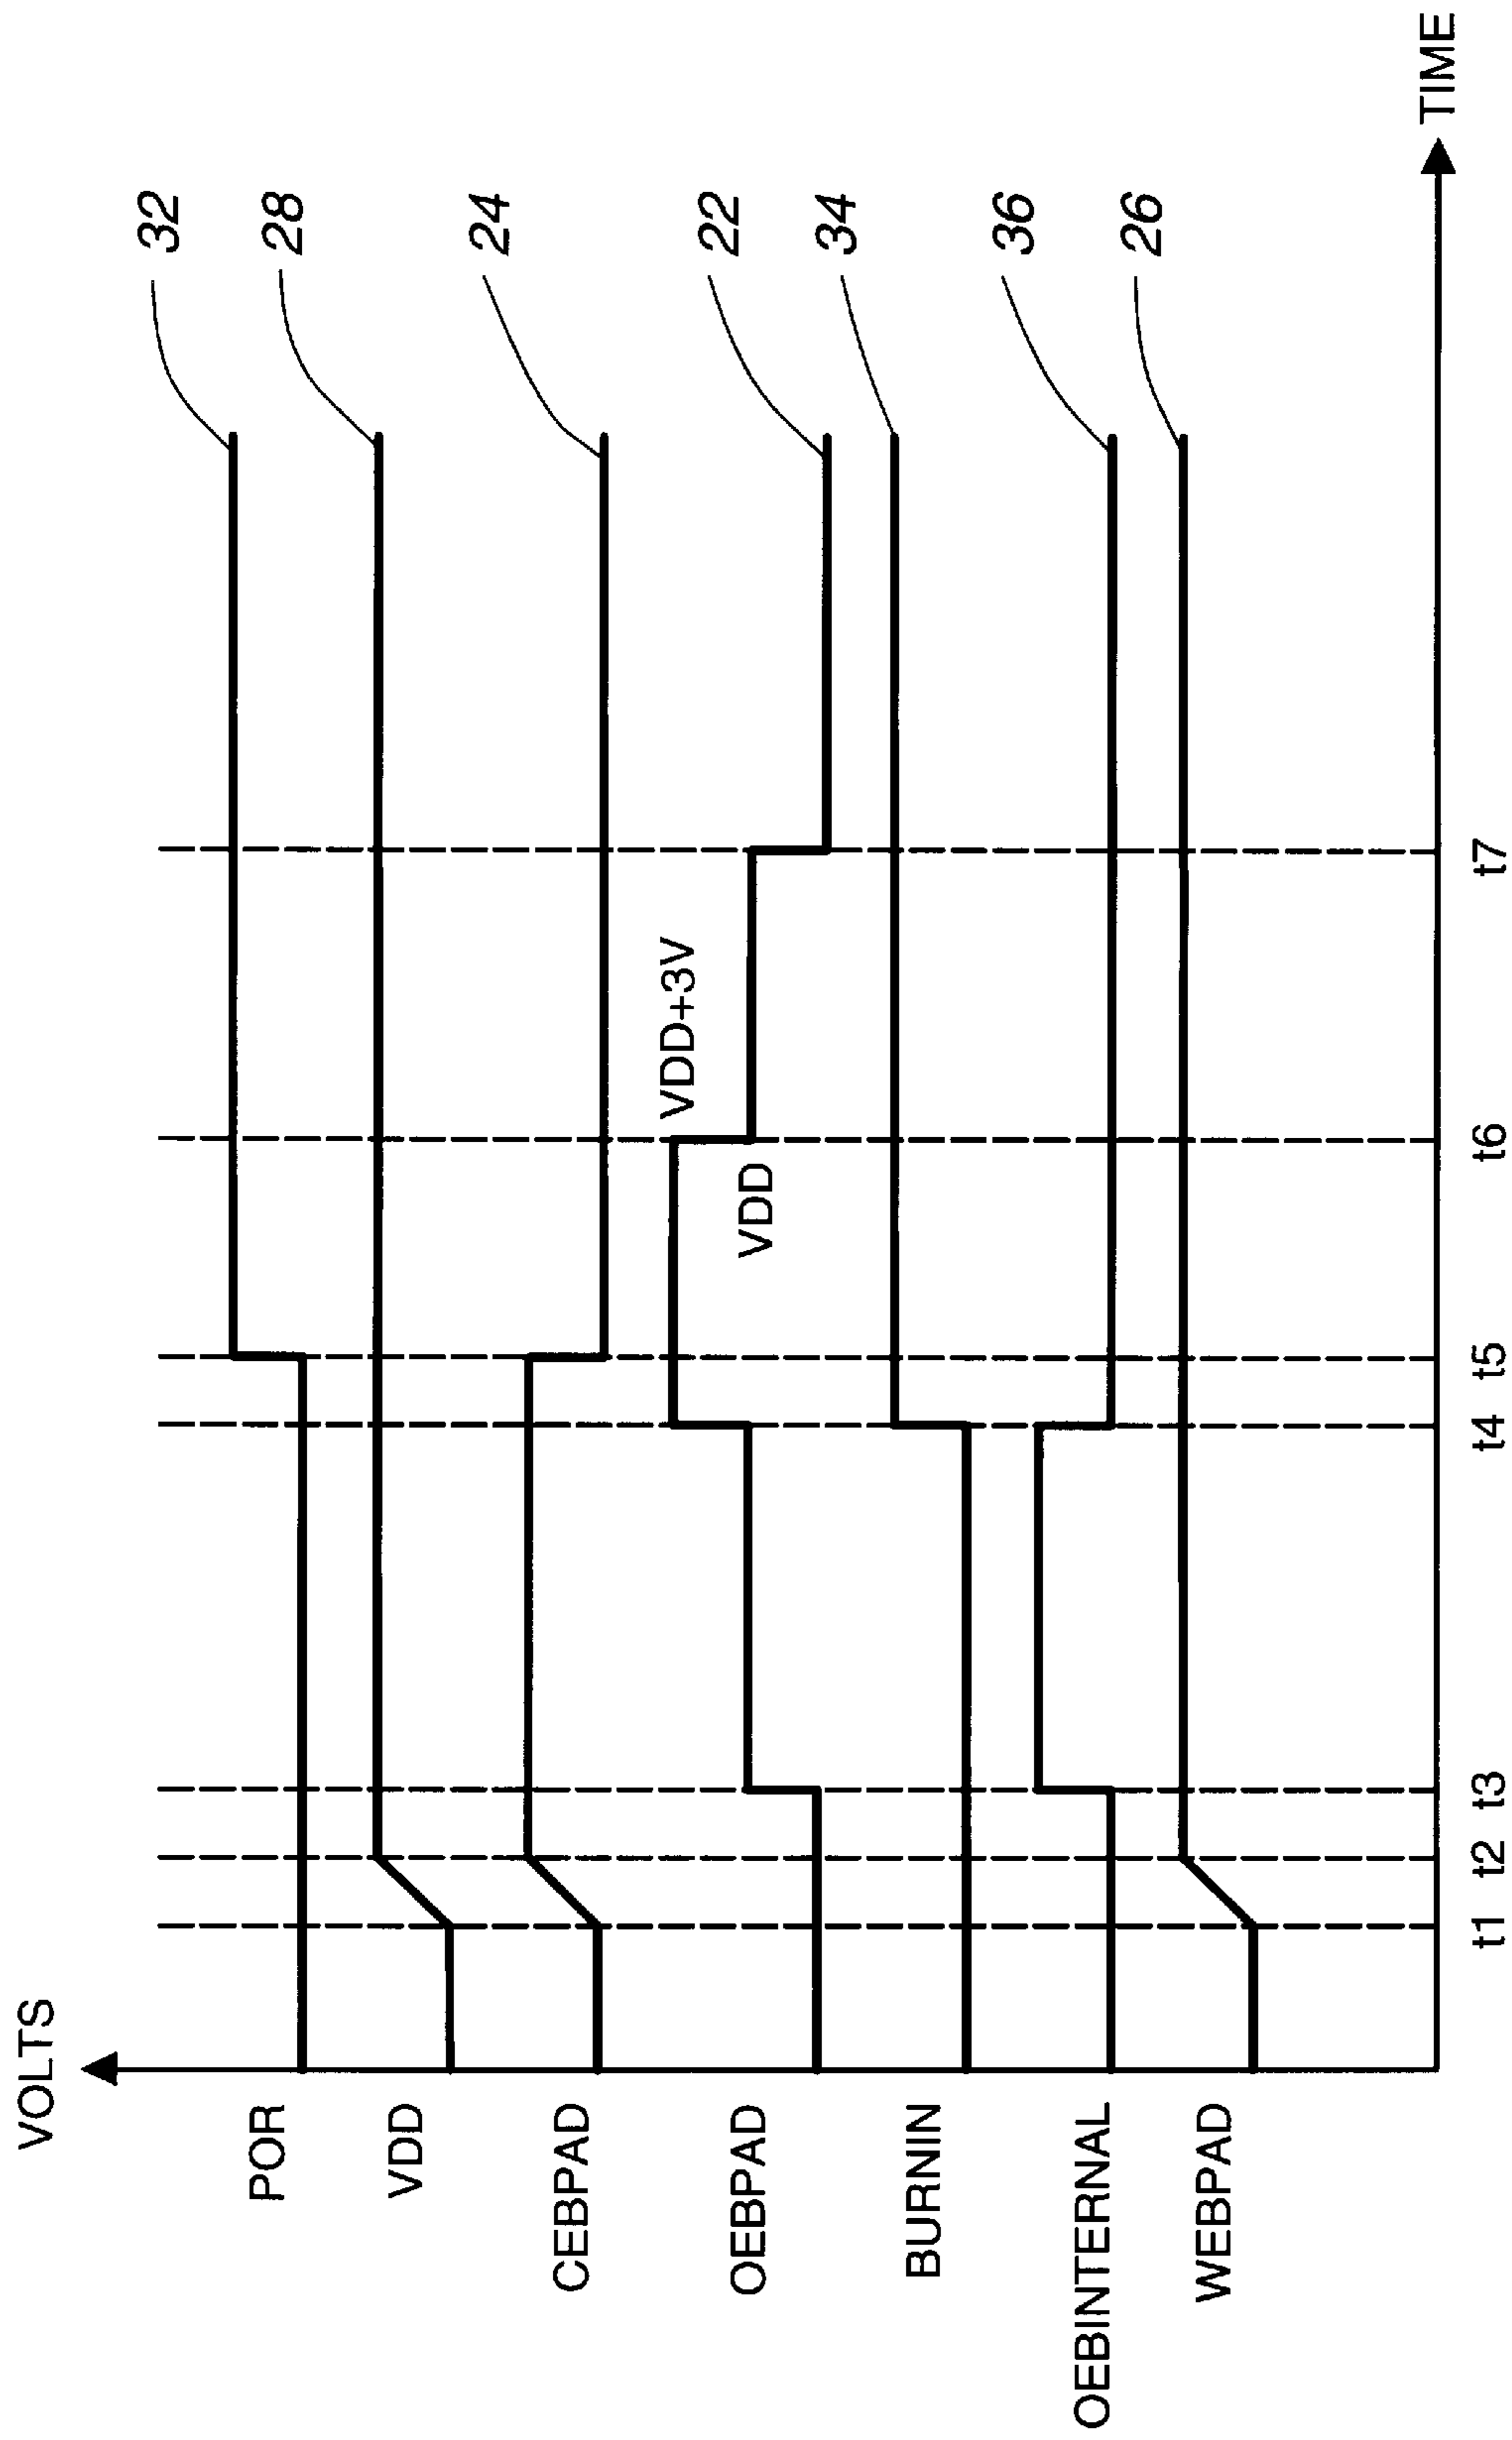 VOLTS
POR
VDD
CEBPAD
OEBPAD
BURNIN
OEBINTERNAL
WEBPAD
VDD+3V
VDD
32
28
24
22
34
36
26
t1 t2 t3 t4 t5 t6 t7
TIME